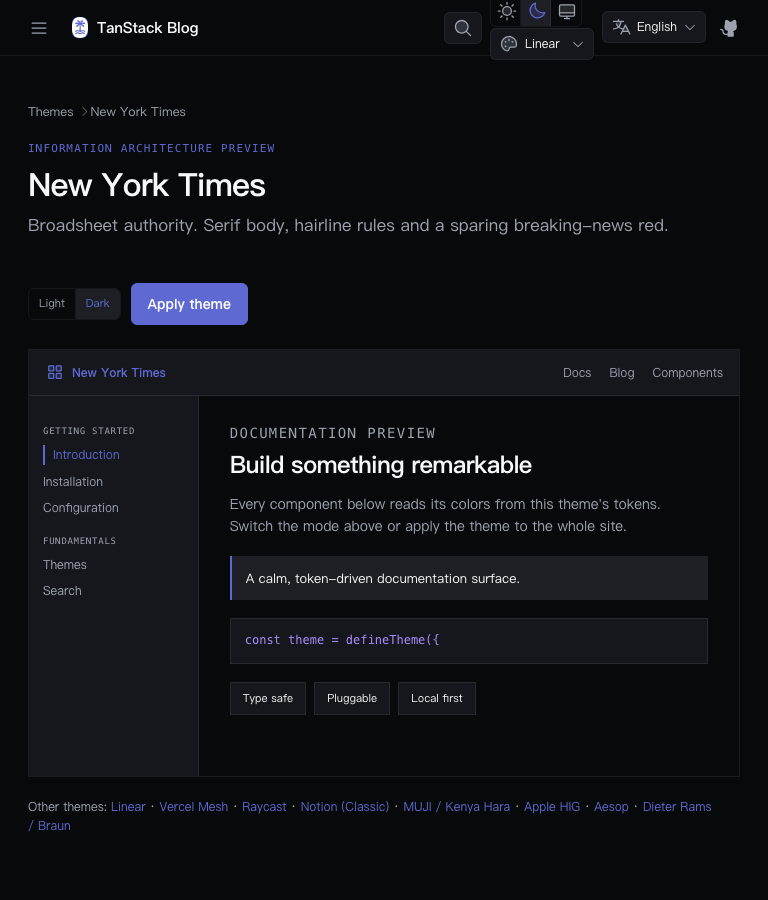 TanStack Blog
Linear
English
Themes > New York Times
INFORMATION ARCHITECTURE PREVIEW
New York Times
Broadsheet authority. Serif body, hairline rules and a sparing breaking-news red.
Light
Dark
Apply theme
New York Times
Docs
Blog
Components
GETTING STARTED
Introduction
Installation
Configuration
FUNDAMENTALS
Themes
Search
DOCUMENTATION PREVIEW
Build something remarkable
Every component below reads its colors from this theme's tokens.
Switch the mode above or apply the theme to the whole site.
A calm, token-driven documentation surface.
const theme = defineTheme({
Type safe
Pluggable
Local first
Other themes: Linear · Vercel Mesh · Raycast · Notion (Classic) · MUJI / Kenya Hara · Apple HIG · Aesop · Dieter Rams
/ Braun